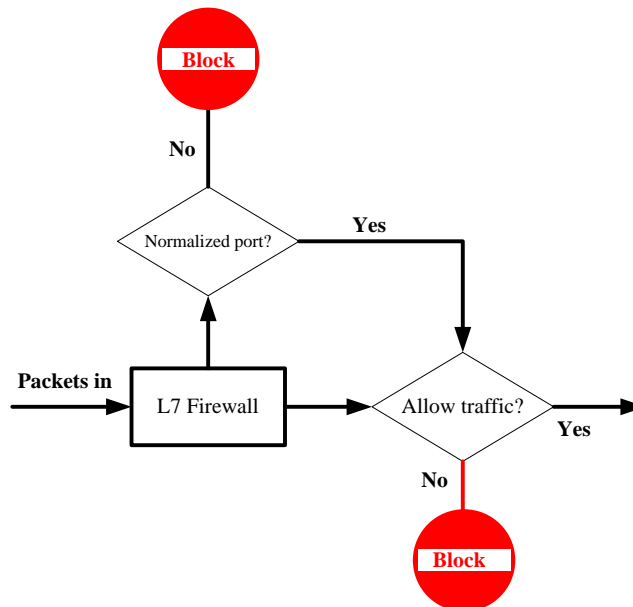 Block
No
Normalized port?
Yes
Packets in
L7 Firewall
Allow traffic?
Yes
No
Block